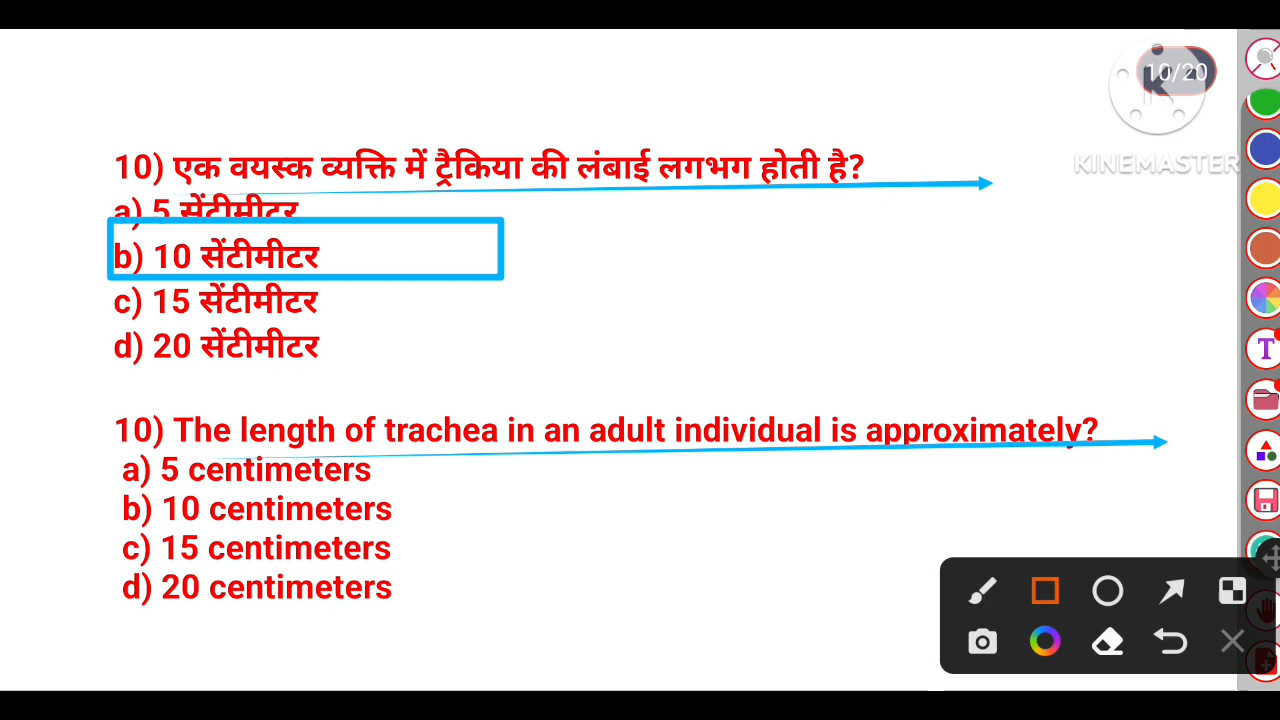 10/20
KINEMASTER
10) एक वयस्क व्यक्ति में ट्रैकिया की लंबाई लगभग होती है?
a) 5 सेंटीमीटर
b) 10 सेंटीमीटर
c) 15 सेंटीमीटर
d) 20 सेंटीमीटर
10) The length of trachea in an adult individual is approximately?
a) 5 centimeters
b) 10 centimeters
c) 15 centimeters
d) 20 centimeters
T